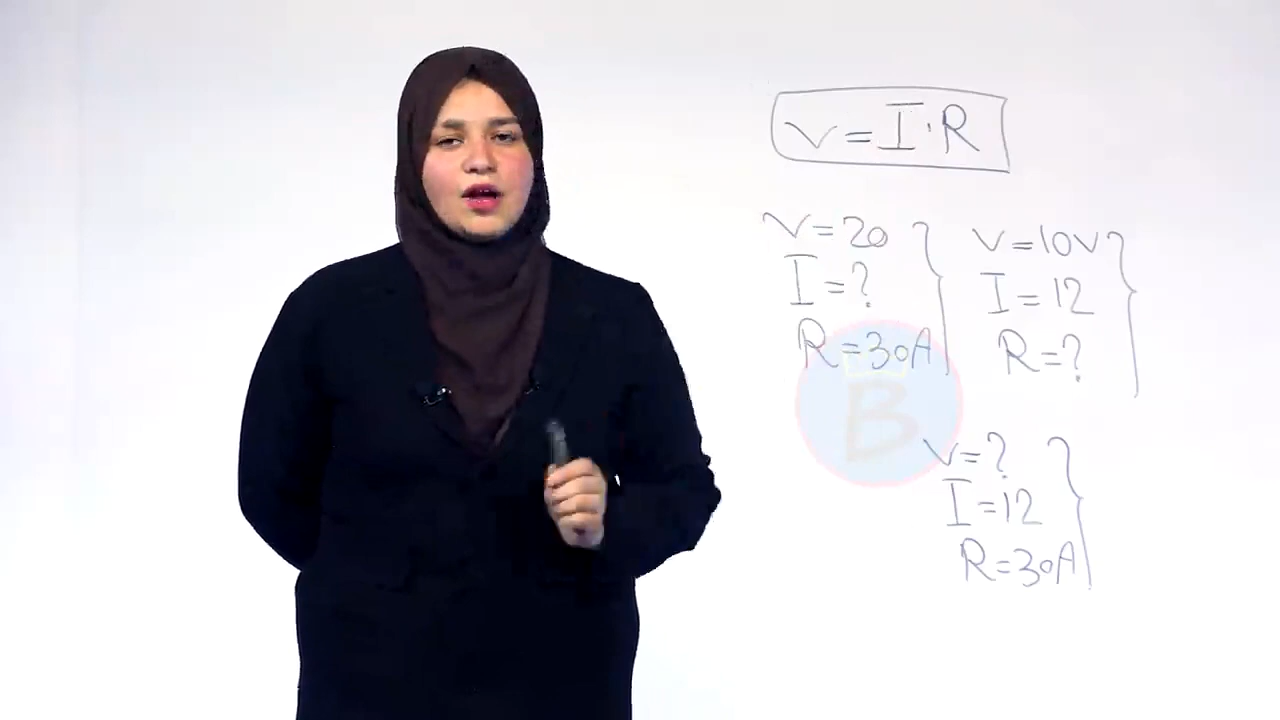 V=I·R
V=20
I=?
R=30A
V=10V
I=12
R=?
V=?
I=12
R=30A
B